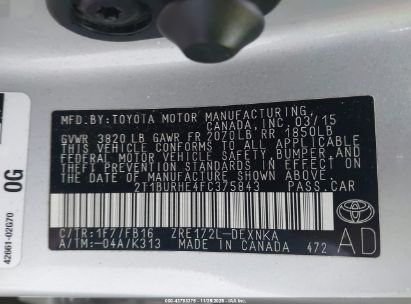 MFD. BY: TOYOTA MOTOR MANUFACTURING
CANADA, INC. 03/15
GVWR 3820 LB GAWR FR 2070LB RR 1850LB
THIS VEHICLE CONFORMS TO ALL APPLICABLE
FEDERAL MOTOR VEHICLE SAFETY, BUMPER, AND
THEFT PREVENTION STANDARDS IN EFFECT ON
THE DATE OF MANUFACTURE SHOWN ABOVE.
2T1BURHE4FC375843 PASS.CAR
C/TR:1F7/FB16 ZRE172L-DEXNKA
A/TM:-04A/K313 MADE IN CANADA 472
TOYOTA
AD
42661-02G70
0G